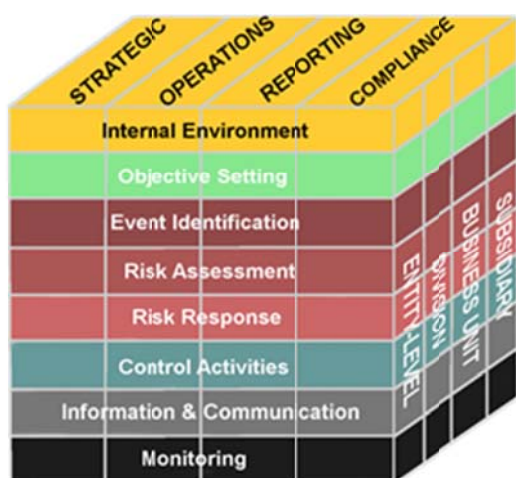 STRATEGIC
OPERATIONS
REPORTING
COMPLIANCE
Internal Environment
Objective Setting
Event Identification
Risk Assessment
Risk Response
Control Activities
Information & Communication
Monitoring
ENTITY-LEVEL
DIVISION
BUSINESS UNIT
SUBSIDIARY